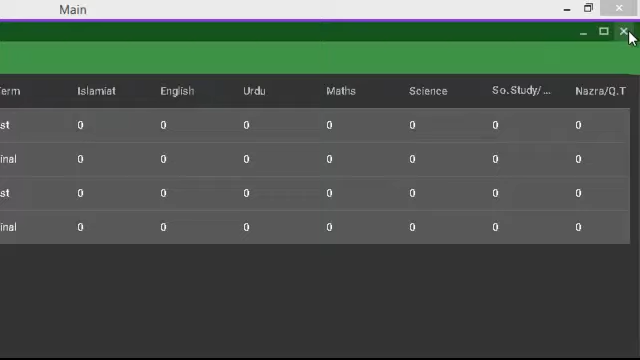 Main
Term Islamiat English Urdu Maths Science So.Study/... Nazra/Q.T
st 0 0 0 0 0 0 0
inal 0 0 0 0 0 0 0
st 0 0 0 0 0 0 0
inal 0 0 0 0 0 0 0